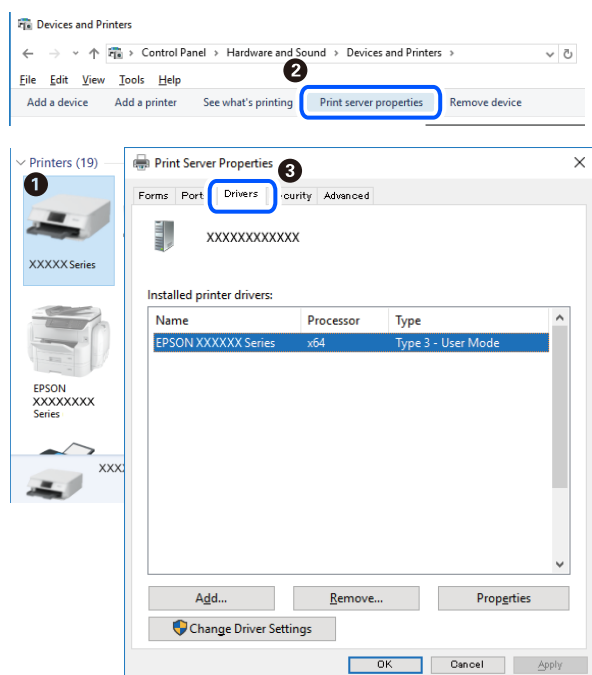 Devices and Printers
Control Panel > Hardware and Sound > Devices and Printers >
2
File Edit View Tools Help
Add a device Add a printer See what's printing Print server properties Remove device
Printers (19)
1
XXXXX Series
EPSON
XXXXXXXX
Series
XXX
Print Server Properties
3
Forms Port Drivers curity Advanced
XXXXXXXXXXXX
Installed printer drivers:
Name Processor Type
EPSON XXXXXX Series x64 Type 3 - User Mode
Add... Remove... Properties
Change Driver Settings
OK Cancel Apply